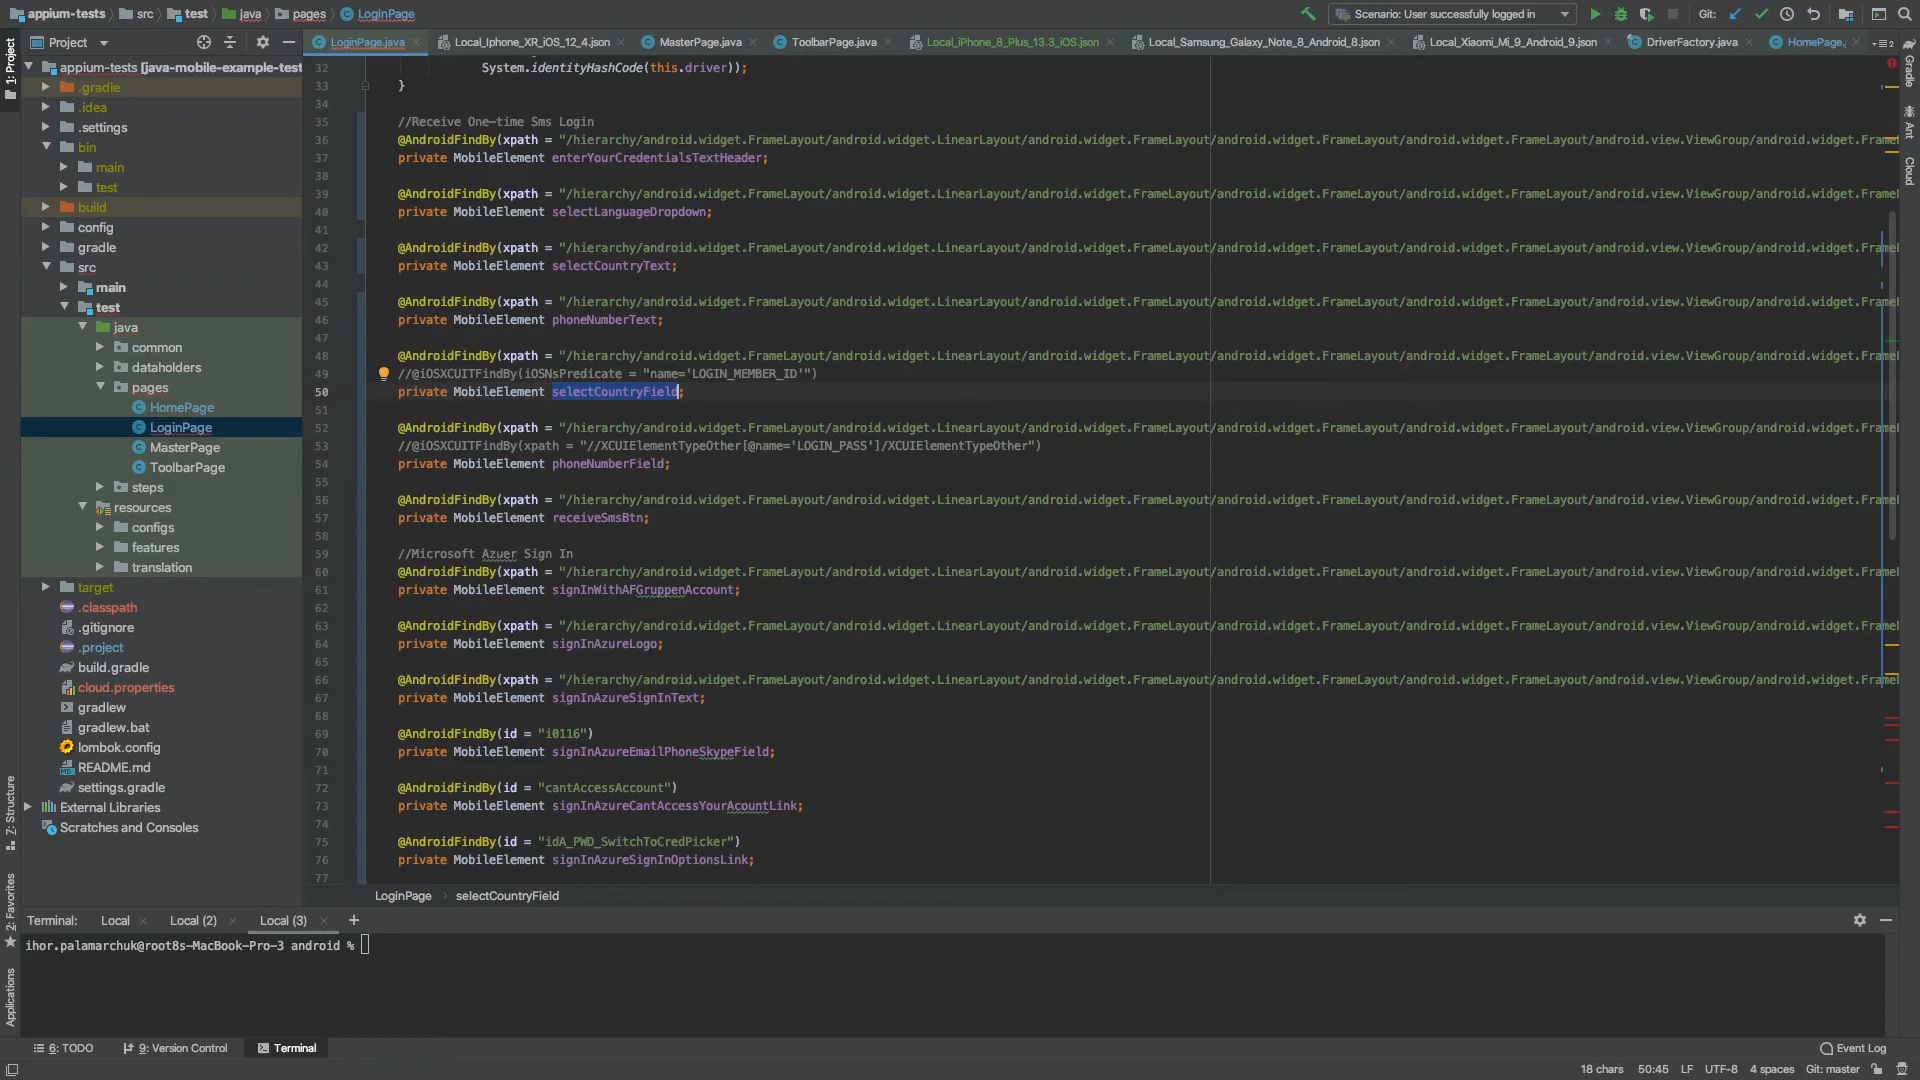 appium-tests
src
test
java
pages
LoginPage
Scenario: User successfully logged in
Git:
1: Project
Project
LoginPage.java
Local_Iphone_XR_iOS_12_4.json
MasterPage.java
ToolbarPage.java
Local_iPhone_8_Plus_13.3_iOS.json
Local_Samsung_Galaxy_Note_8_Android_8.json
Local_Xiaomi_Mi_9_Android_9.json
DriverFactory.java
HomePage.
Gradle
Ant
Cloud
appium-tests [java-mobile-example-test
.gradle
.idea
.settings
bin
main
test
build
config
gradle
src
main
test
java
common
dataholders
pages
HomePage
LoginPage
MasterPage
ToolbarPage
steps
resources
configs
features
translation
target
.classpath
.gitignore
.project
build.gradle
cloud.properties
gradlew
gradlew.bat
lombok.config
README.md
settings.gradle
External Libraries
Scratches and Consoles
32 System.identityHashCode(this.driver));
33 }
34
35 //Receive One-time Sms Login
36 @AndroidFindBy(xpath = "/hierarchy/android.widget.FrameLayout/android.widget.LinearLayout/android.widget.FrameLayout/android.widget.FrameLayout/android.widget.FrameLayout/android.view.ViewGroup/android.widget.Framel
37 private MobileElement enterYourCredentialsTextHeader;
38
39 @AndroidFindBy(xpath = "/hierarchy/android.widget.FrameLayout/android.widget.LinearLayout/android.widget.FrameLayout/android.widget.FrameLayout/android.widget.FrameLayout/android.view.ViewGroup/android.widget.Framel
40 private MobileElement selectLanguageDropdown;
41
42 @AndroidFindBy(xpath = "/hierarchy/android.widget.FrameLayout/android.widget.LinearLayout/android.widget.FrameLayout/android.widget.FrameLayout/android.widget.FrameLayout/android.view.ViewGroup/android.widget.Framel
43 private MobileElement selectCountryText;
44
45 @AndroidFindBy(xpath = "/hierarchy/android.widget.FrameLayout/android.widget.LinearLayout/android.widget.FrameLayout/android.widget.FrameLayout/android.widget.FrameLayout/android.view.ViewGroup/android.widget.Framel
46 private MobileElement phoneNumberText;
47
48 @AndroidFindBy(xpath = "/hierarchy/android.widget.FrameLayout/android.widget.LinearLayout/android.widget.FrameLayout/android.widget.FrameLayout/android.widget.FrameLayout/android.view.ViewGroup/android.widget.Framel
49 //@iOSXCUITFindBy(iOSNsPredicate = "name='LOGIN_MEMBER_ID'")
50 private MobileElement selectCountryField;
51
52 @AndroidFindBy(xpath = "/hierarchy/android.widget.FrameLayout/android.widget.LinearLayout/android.widget.FrameLayout/android.widget.FrameLayout/android.widget.FrameLayout/android.view.ViewGroup/android.widget.Framel
53 //@iOSXCUITFindBy(xpath = "//XCUIElementTypeOther[@name='LOGIN_PASS']/XCUIElementTypeOther")
54 private MobileElement phoneNumberField;
55
56 @AndroidFindBy(xpath = "/hierarchy/android.widget.FrameLayout/android.widget.LinearLayout/android.widget.FrameLayout/android.widget.FrameLayout/android.widget.FrameLayout/android.view.ViewGroup/android.widget.Framel
57 private MobileElement receiveSmsBtn;
58
59 //Microsoft Azuer Sign In
60 @AndroidFindBy(xpath = "/hierarchy/android.widget.FrameLayout/android.widget.LinearLayout/android.widget.FrameLayout/android.widget.FrameLayout/android.widget.FrameLayout/android.view.ViewGroup/android.widget.Framel
61 private MobileElement signInWithAFGruppenAccount;
62
63 @AndroidFindBy(xpath = "/hierarchy/android.widget.FrameLayout/android.widget.LinearLayout/android.widget.FrameLayout/android.widget.FrameLayout/android.widget.FrameLayout/android.view.ViewGroup/android.widget.Framel
64 private MobileElement signInAzureLogo;
65
66 @AndroidFindBy(xpath = "/hierarchy/android.widget.FrameLayout/android.widget.LinearLayout/android.widget.FrameLayout/android.widget.FrameLayout/android.widget.FrameLayout/android.view.ViewGroup/android.widget.Framel
67 private MobileElement signInAzureSignInText;
68
69 @AndroidFindBy(id = "i0116")
70 private MobileElement signInAzureEmailPhoneSkypeField;
71
72 @AndroidFindBy(id = "cantAccessAccount")
73 private MobileElement signInAzureCantAccessYourAcountLink;
74
75 @AndroidFindBy(id = "idA_PWD_SwitchToCredPicker")
76 private MobileElement signInAzureSignInOptionsLink;
77
LoginPage
selectCountryField
Z: Structure
2: Favorites
Applications
Terminal:
Local
Local (2)
Local (3)
ihor.palamarchuk@root8s-MacBook-Pro-3 android %
6: TODO
9: Version Control
Terminal
Event Log
18 chars
50:45
LF
UTF-8
4 spaces
Git: master